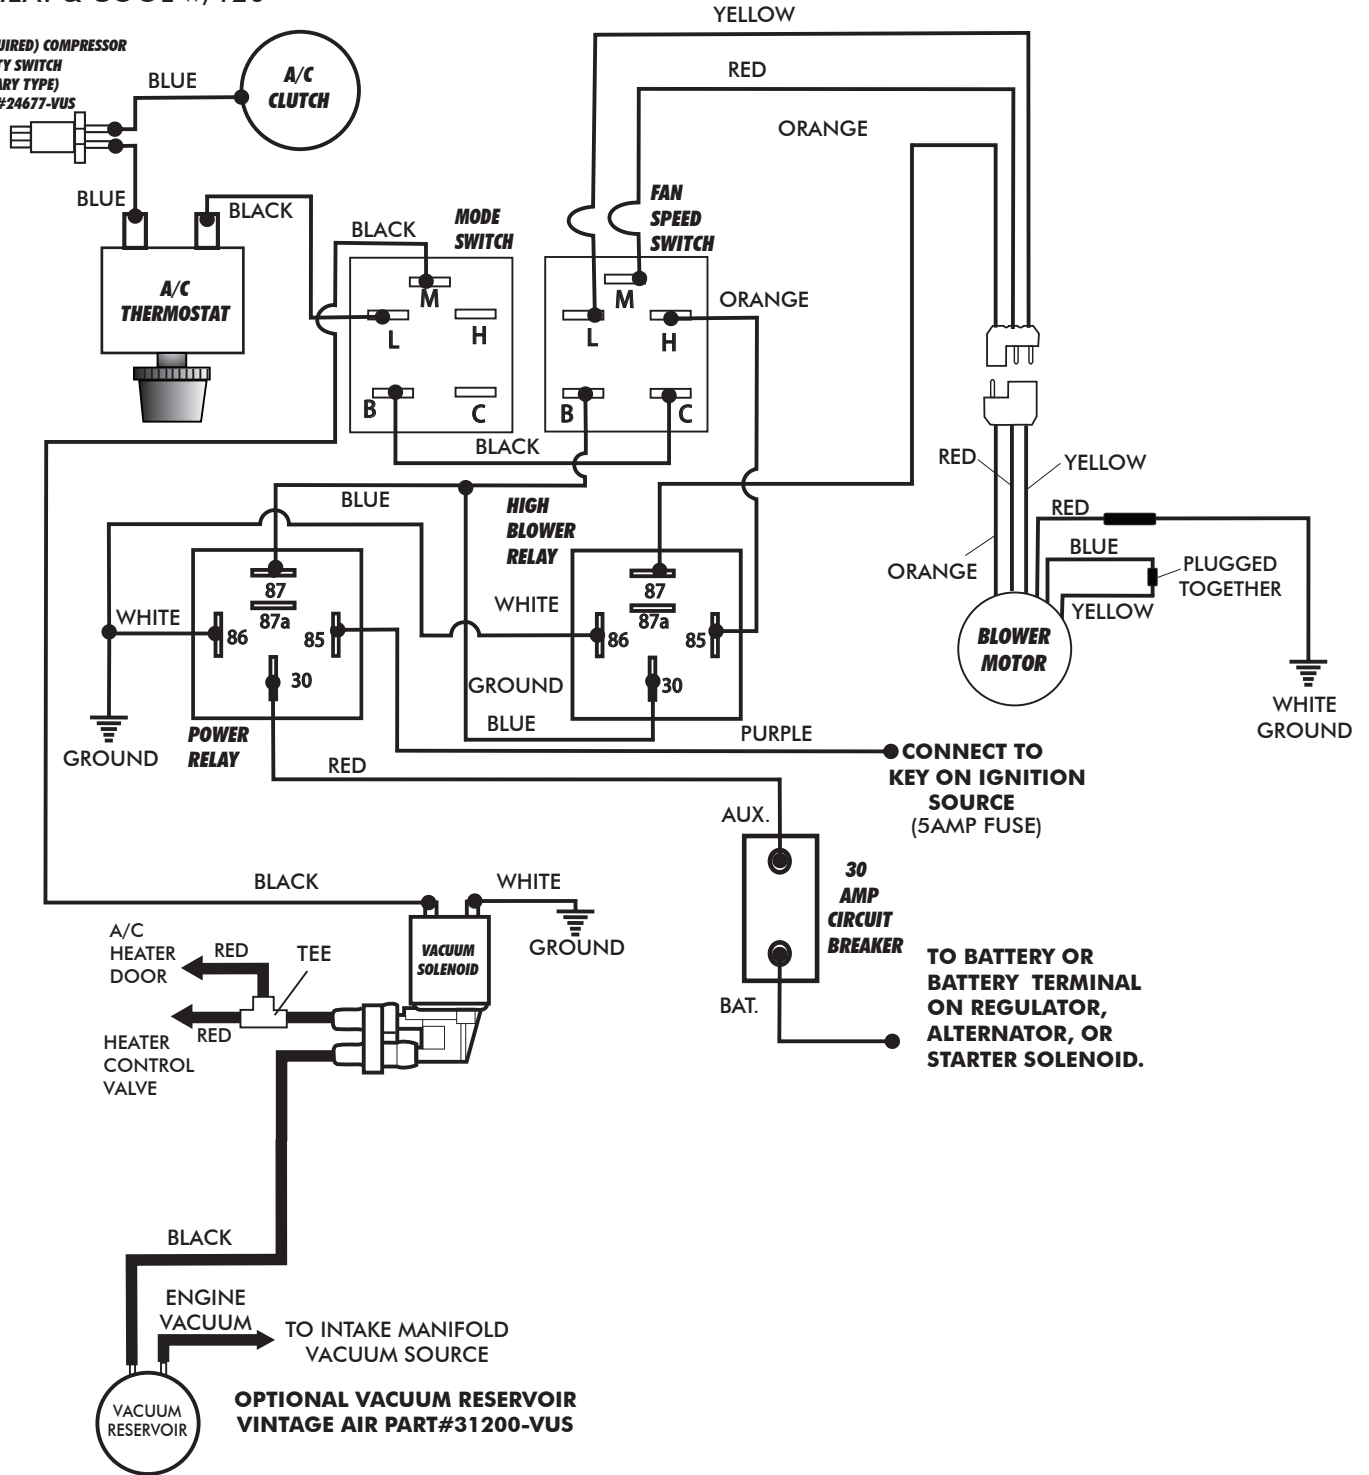 BLUE
TY SWITCH
#24677-VUS
A/C
CLUTCH
YELLOW
RED
ORANGE
BLUE
BLACK
A/C
THERMOSTAT
BLACK
MODE
SWITCH
M
L
H
B
C
BLACK
FAN
SPEED
SWITCH
M
L
H
B
C
ORANGE
RED
YELLOW
ORANGE
RED
BLUE
YELLOW
PLUGGED
TOGETHER
BLOWER
MOTOR
WHITE
GROUND
BLUE
HIGH
BLOWER
RELAY
WHITE
87
87a
86
85
30
GROUND
POWER
RELAY
WHITE
87
87a
86
85
30
GROUND
BLUE
PURPLE
CONNECT TO
KEY ON IGNITION
SOURCE
(5AMP FUSE)
RED
AUX.
30
AMP
CIRCUIT
BREAKER
BAT.
TO BATTERY OR
BATTERY TERMINAL
ON REGULATOR,
ALTERNATOR, OR
STARTER SOLENOID.
BLACK
WHITE
GROUND
VACUUM
SOLENOID
A/C
HEATER
DOOR
RED
TEE
RED
HEATER
CONTROL
VALVE
BLACK
ENGINE
VACUUM
TO INTAKE MANIFOLD
VACUUM SOURCE
VACUUM
RESERVOIR
OPTIONAL VACUUM RESERVOIR
VINTAGE AIR PART#31200-VUS